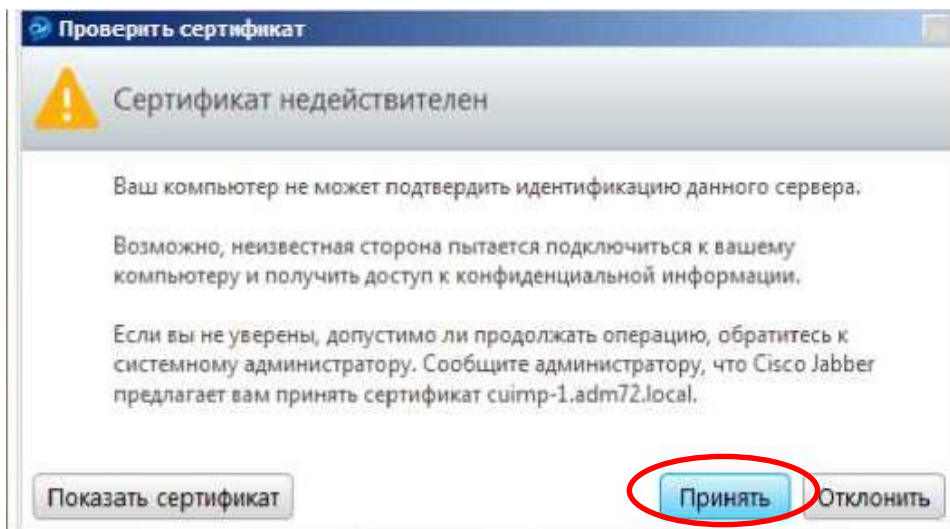 Проверить сертификат
Сертификат недействителен
Ваш компьютер не может подтвердить идентификацию данного сервера.
Возможно, неизвестная сторона пытается подключиться к вашему
компьютеру и получить доступ к конфиденциальной информации.
Если вы не уверены, допустимо ли продолжать операцию, обратитесь к
системному администратору. Сообщите администратору, что Cisco Jabber
предлагает вам принять сертификат cuimp-1.adm72.local.
Показать сертификат Принять Отклонить